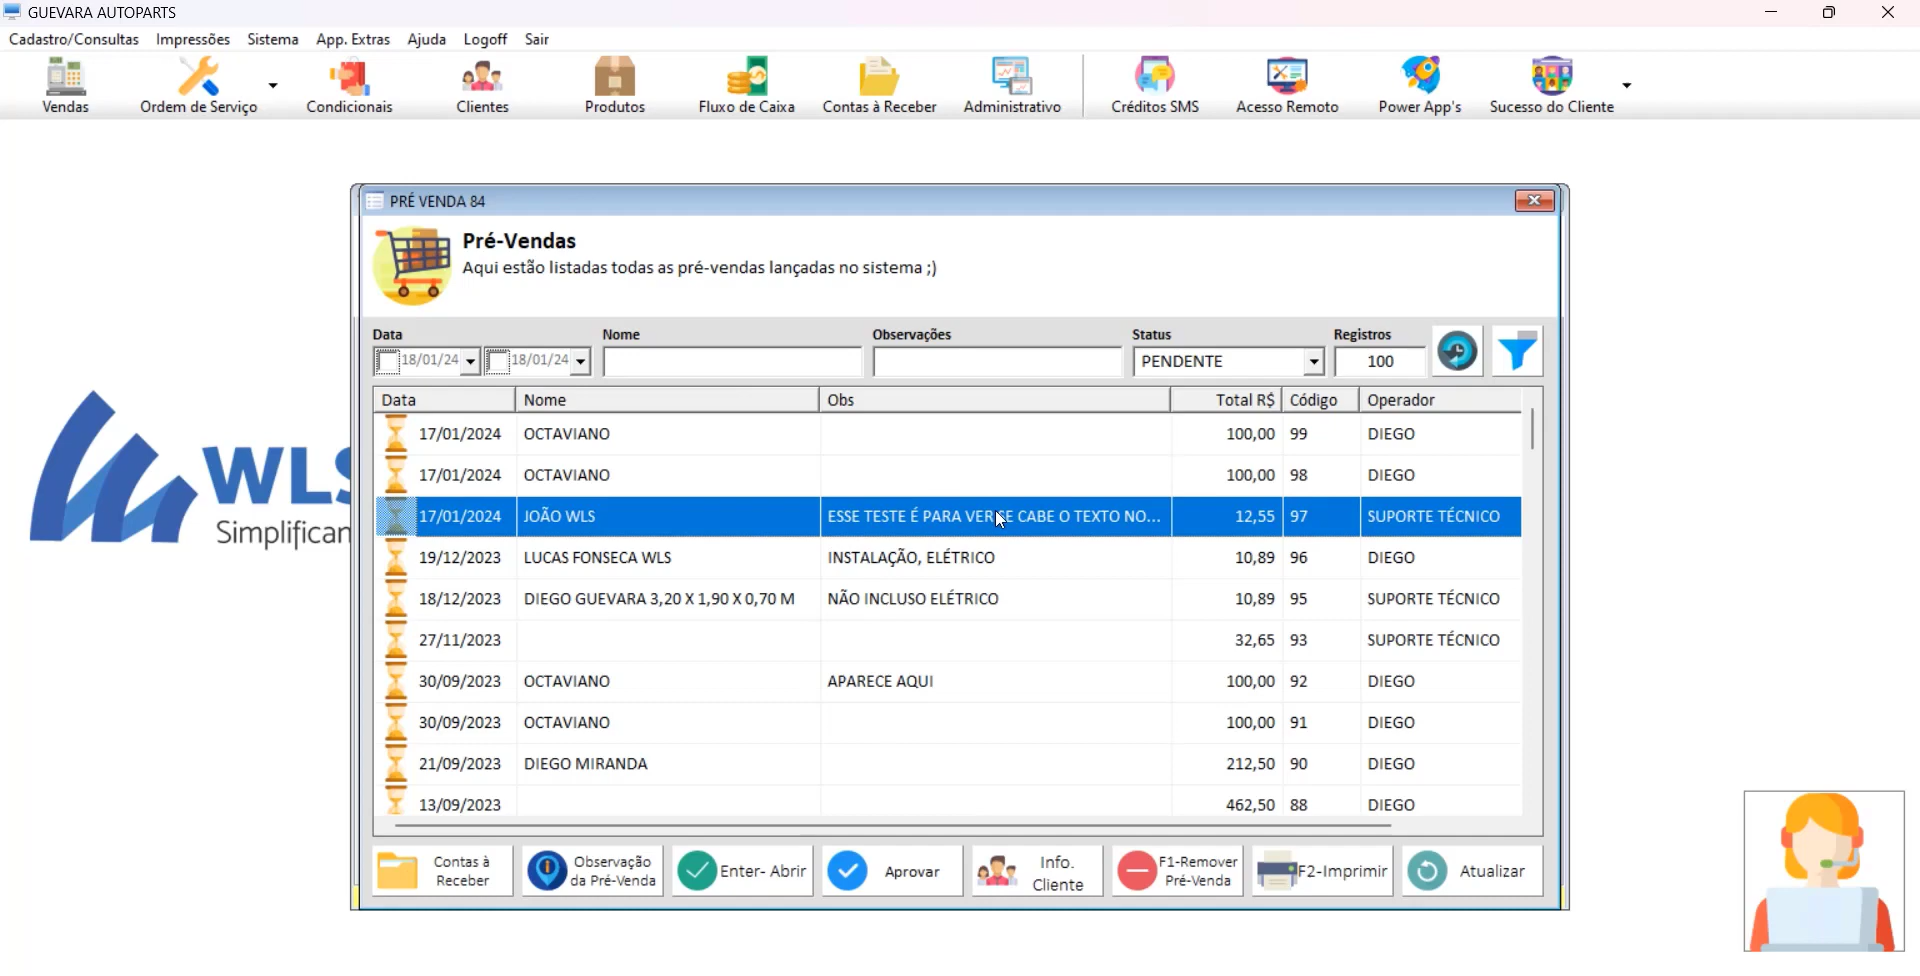 GUEVARA AUTOPARTS
Cadastro/Consultas Impressões Sistema App. Extras Ajuda Logoff Sair
Vendas Ordem de Serviço Condicionais Clientes Produtos Fluxo de Caixa Contas à Receber Administrativo Créditos SMS Acesso Remoto Power App's Sucesso do Cliente
PRÉ VENDA 84
Pré-Vendas
Aqui estão listadas todas as pré-vendas lançadas no sistema ;)
Data Nome Observações Status Registros
18/01/24 18/01/24 PENDENTE 100
Data Nome Obs Total R$ Código Operador
17/01/2024 OCTAVIANO 100,00 99 DIEGO
17/01/2024 OCTAVIANO 100,00 98 DIEGO
17/01/2024 JOÃO WLS ESSE TESTE É PARA VER SE CABE O TEXTO NO... 12,55 97 SUPORTE TÉCNICO
19/12/2023 LUCAS FONSECA WLS INSTALAÇÃO, ELÉTRICO 10,89 96 DIEGO
18/12/2023 DIEGO GUEVARA 3,20 X 1,90 X 0,70 M NÃO INCLUSO ELÉTRICO 10,89 95 SUPORTE TÉCNICO
27/11/2023 32,65 93 SUPORTE TÉCNICO
30/09/2023 OCTAVIANO APARECE AQUI 100,00 92 DIEGO
30/09/2023 OCTAVIANO 100,00 91 DIEGO
21/09/2023 DIEGO MIRANDA 212,50 90 DIEGO
13/09/2023 462,50 88 DIEGO
WLS
Simplifican
Contas à Receber
Observação da Pré-Venda
Enter- Abrir
Aprovar
Info. Cliente
F1-Remover Pré-Venda
F2-Imprimir
Atualizar